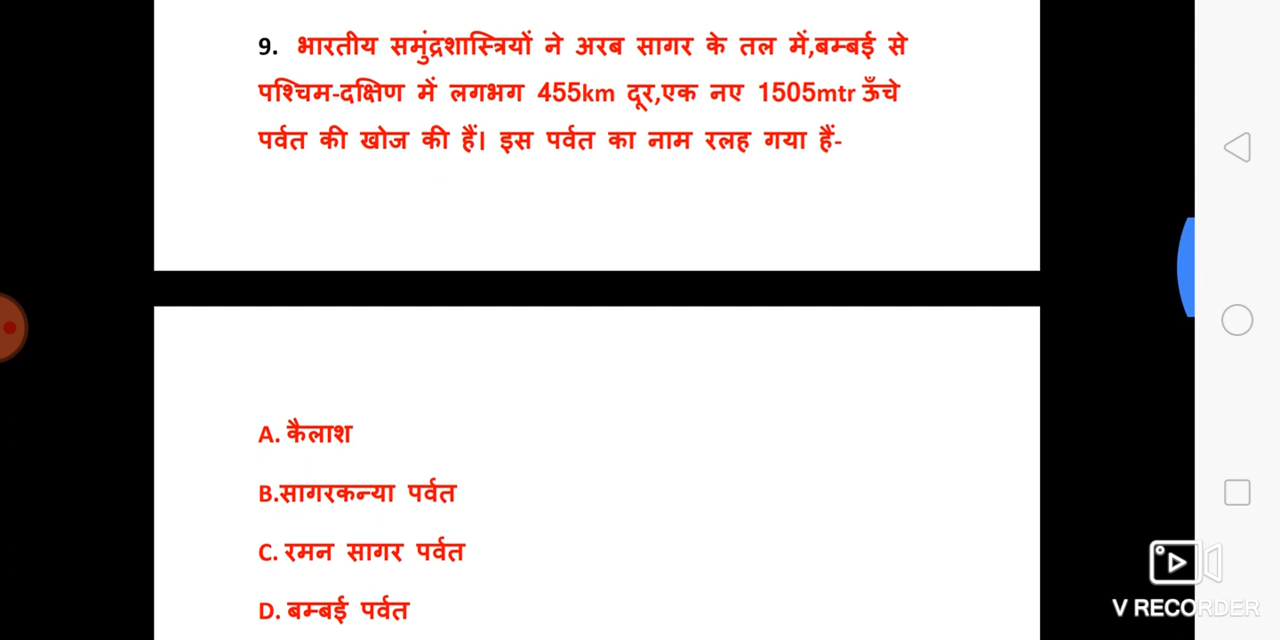 9. भारतीय समुंद्रशास्त्रियों ने अरब सागर के तल में,बम्बई से
पश्चिम-दक्षिण में लगभग 455km दूर,एक नए 1505mtr ऊँचे
पर्वत की खोज की हैं। इस पर्वत का नाम रलह गया हैं-
A. कैलाश
B.सागरकन्या पर्वत
C. रमन सागर पर्वत
D. बम्बई पर्वत
V RECORDER